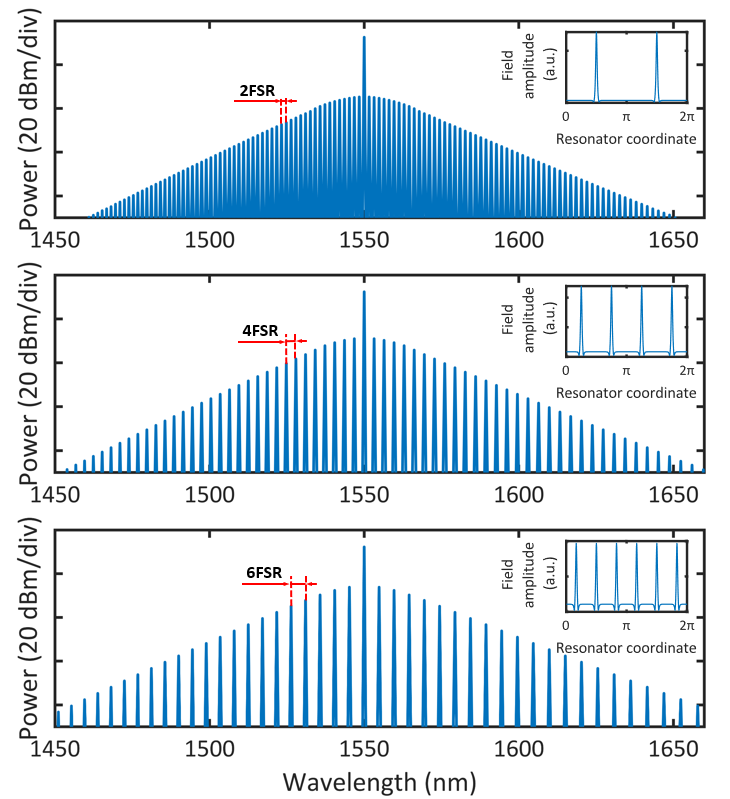 Power (20 dBm/div)
2FSR
Field
amplitude
(a.u.)
0 π 2π
Resonator coordinate
1450 1500 1550 1600 1650
Power (20 dBm/div)
4FSR
Field
amplitude
(a.u.)
0 π 2π
Resonator coordinate
1450 1500 1550 1600 1650
Power (20 dBm/div)
6FSR
Field
amplitude
(a.u.)
0 π 2π
Resonator coordinate
1450 1500 1550 1600 1650
Wavelength (nm)